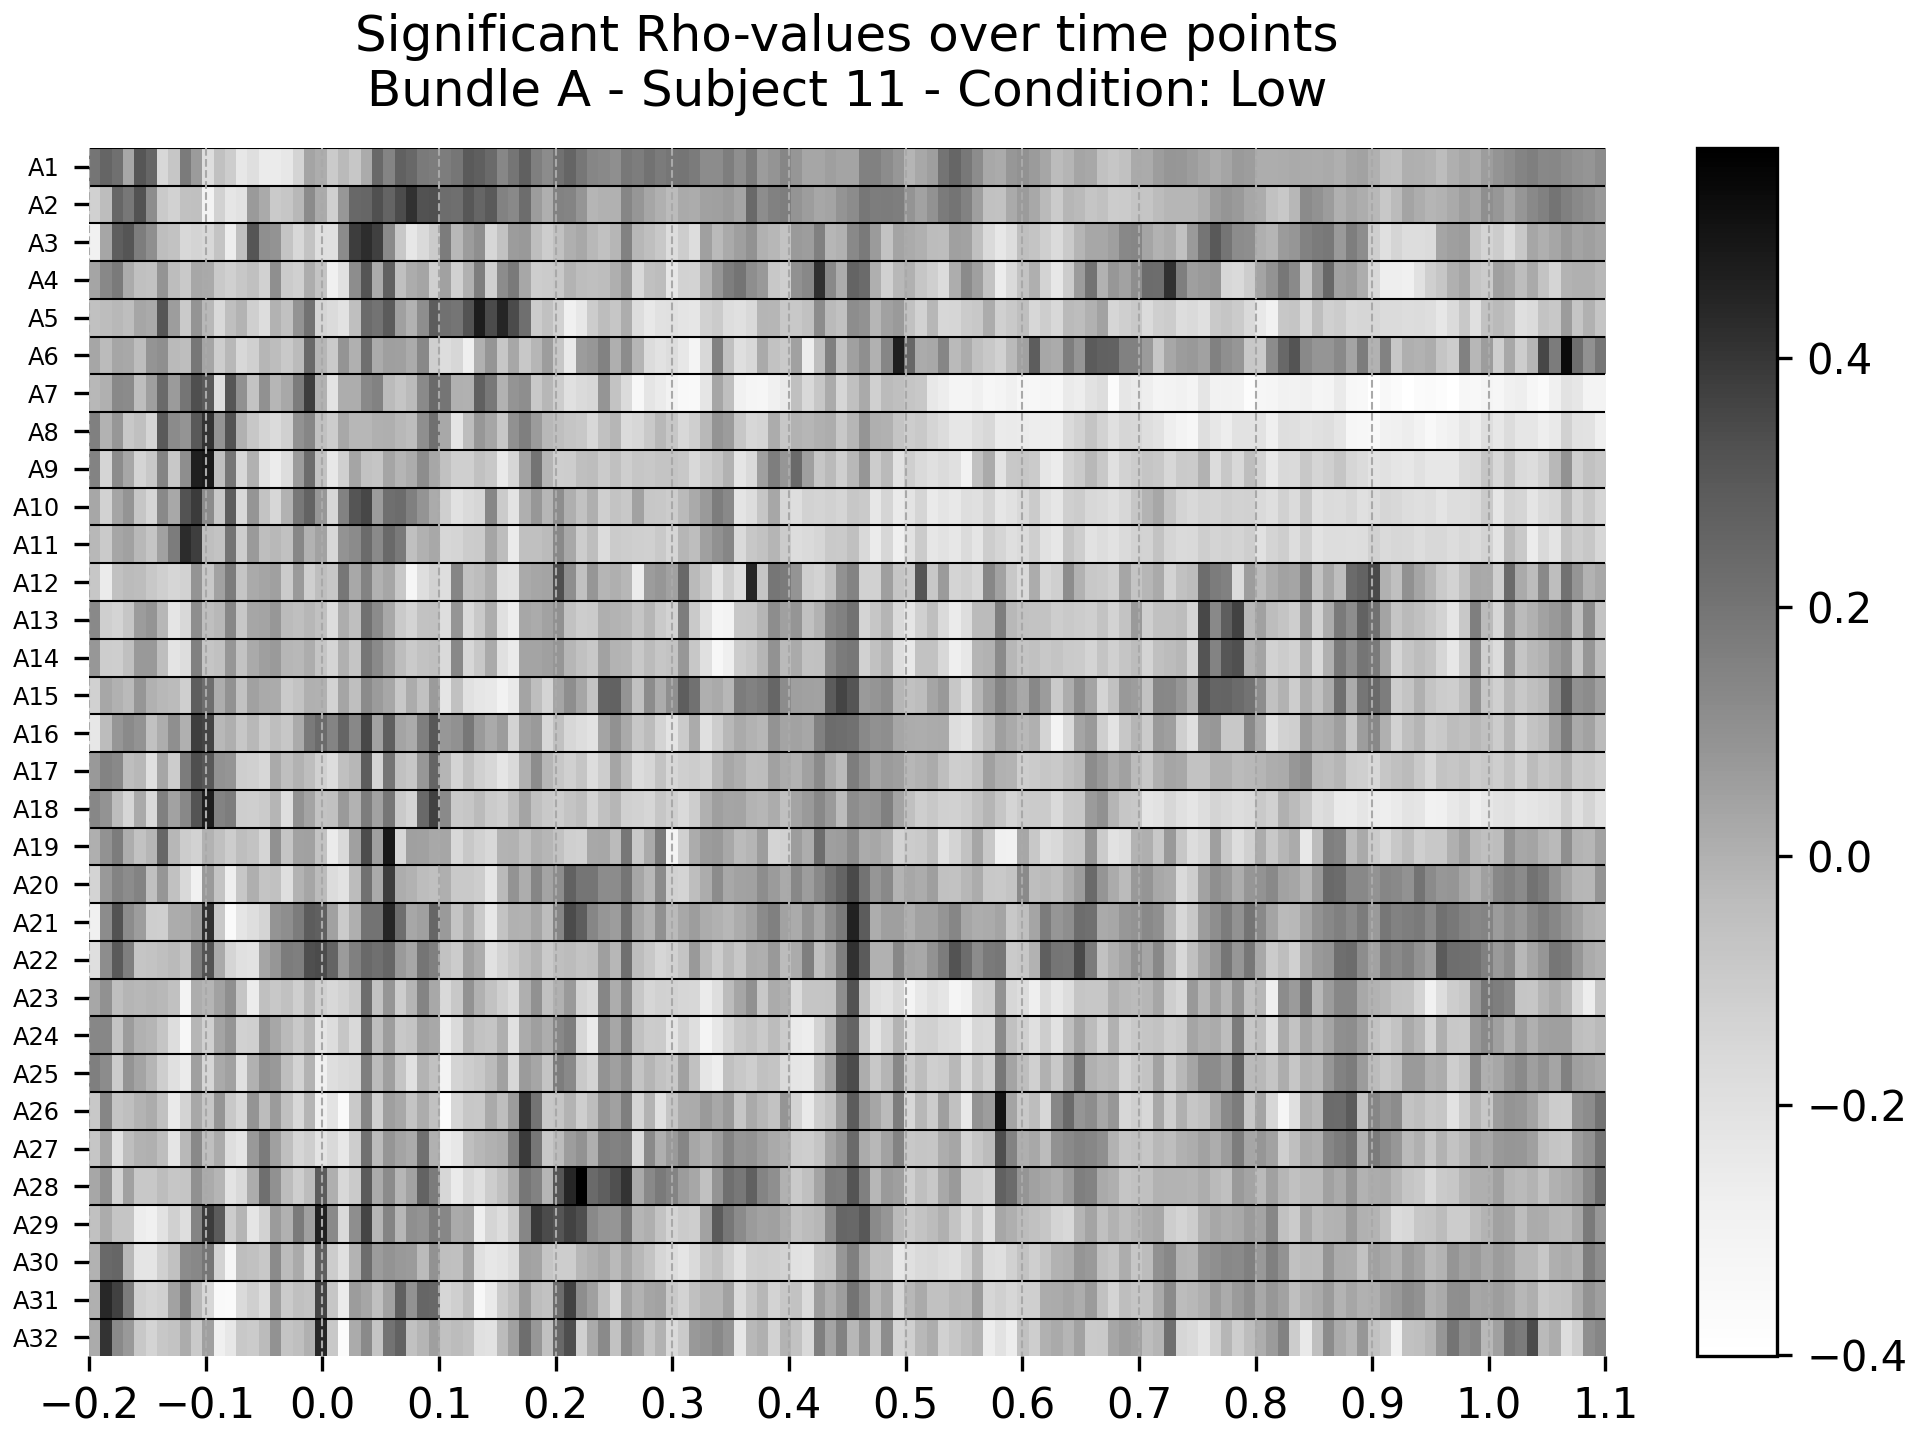 Significant Rho-values over time points
Bundle A - Subject 11 - Condition: Low
A1
A2
A3
A4
A5
A6
A7
A8
A9
A10
A11
A12
A13
A14
A15
A16
A17
A18
A19
A20
A21
A22
A23
A24
A25
A26
A27
A28
A29
A30
A31
A32
−0.2 −0.1 0.0 0.1 0.2 0.3 0.4 0.5 0.6 0.7 0.8 0.9 1.0 1.1
0.4
0.2
0.0
−0.2
−0.4